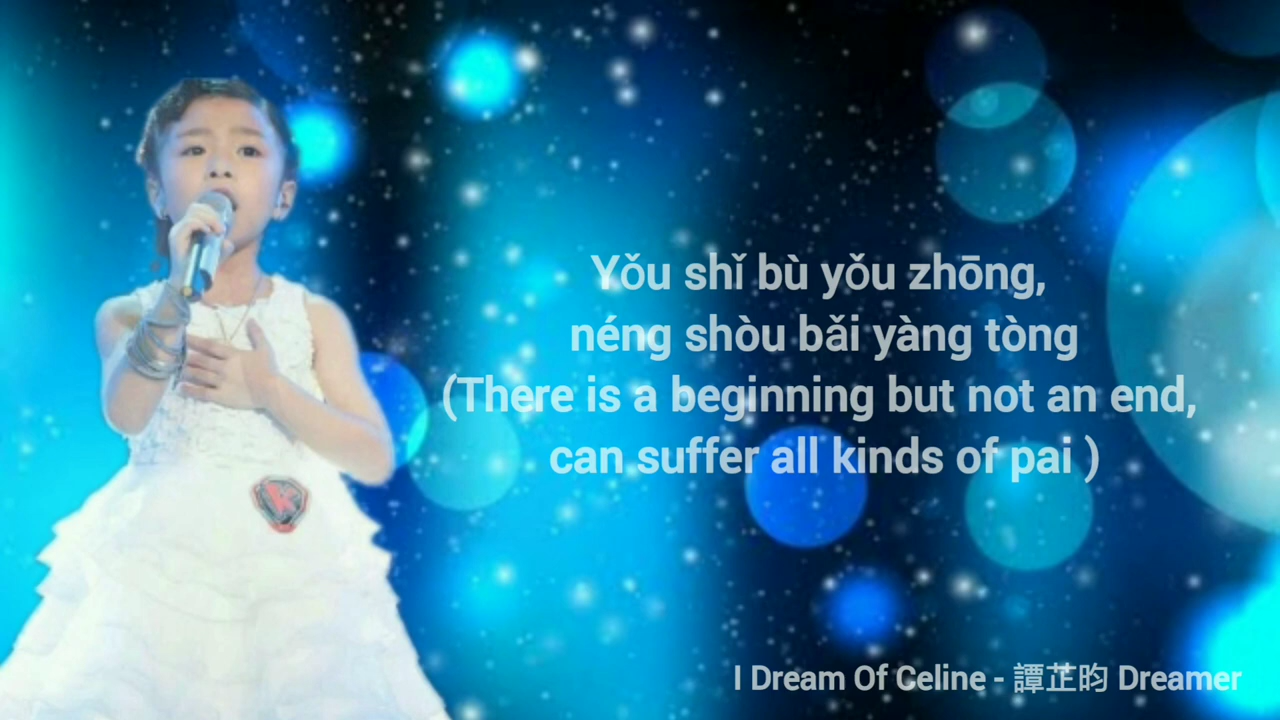 Yǒu shǐ bù yǒu zhōng,
néng shòu bǎi yàng tòng
(There is a beginning but not an end,
can suffer all kinds of pai )
I Dream Of Celine - 譚芷昀 Dreamer